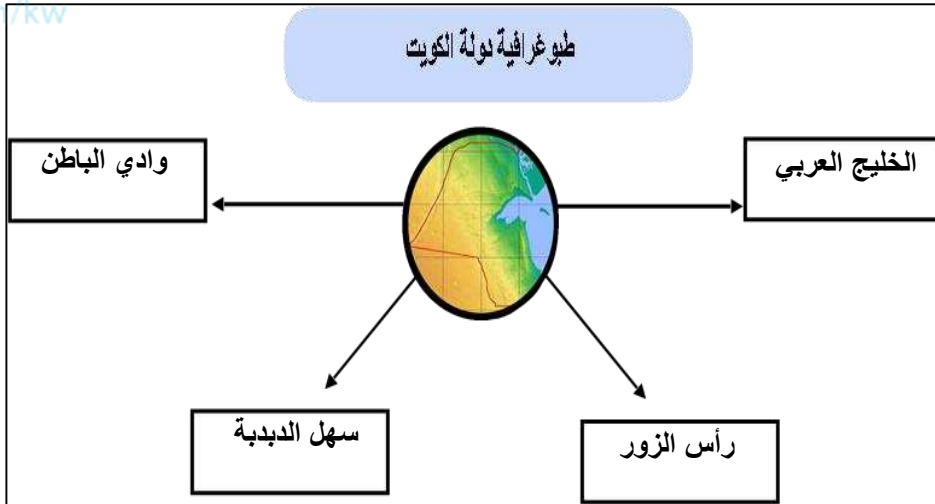 n/kw
طبوغرافية دولة الكويت
الخليج العربي
وادي الباطن
رأس الزور
سهل الدبدبة